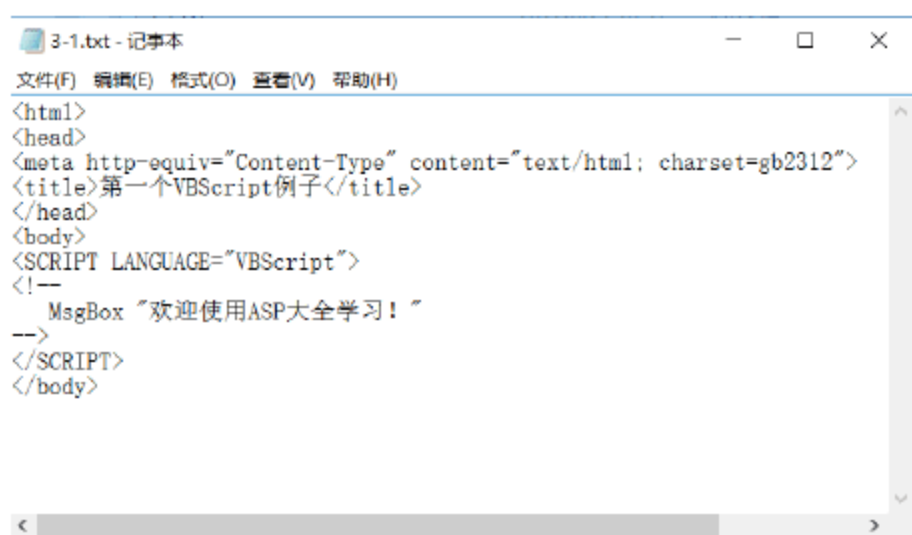 3-1.txt - 记事本
文件(F) 编辑(E) 格式(O) 查看(V) 帮助(H)
<html>
<head>
<meta http-equiv="Content-Type" content="text/html; charset=gb2312">
<title>第一个VBScript例子</title>
</head>
<body>
<SCRIPT LANGUAGE="VBScript">
<!--
   MsgBox "欢迎使用ASP大全学习！"
-->
</SCRIPT>
</body>